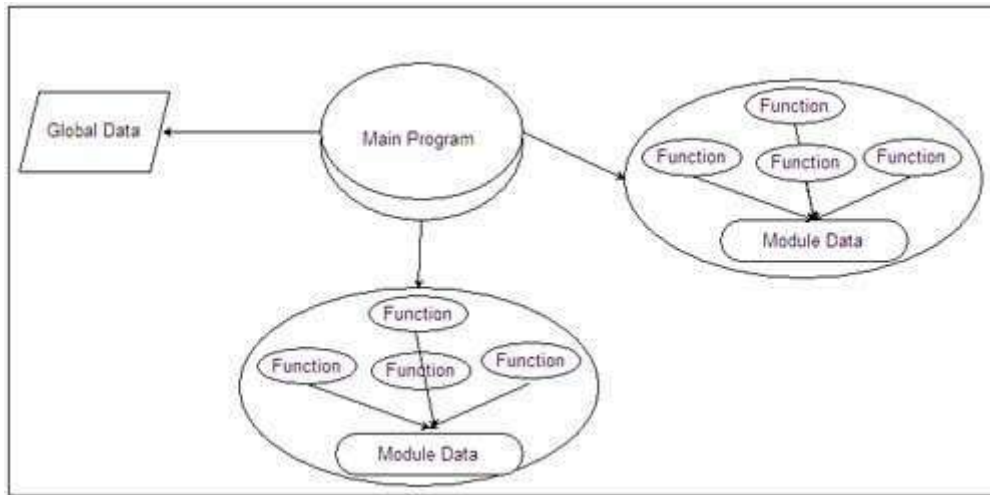 Global Data
Main Program
Function
Function
Function
Function
Module Data
Function
Function
Function
Function
Module Data